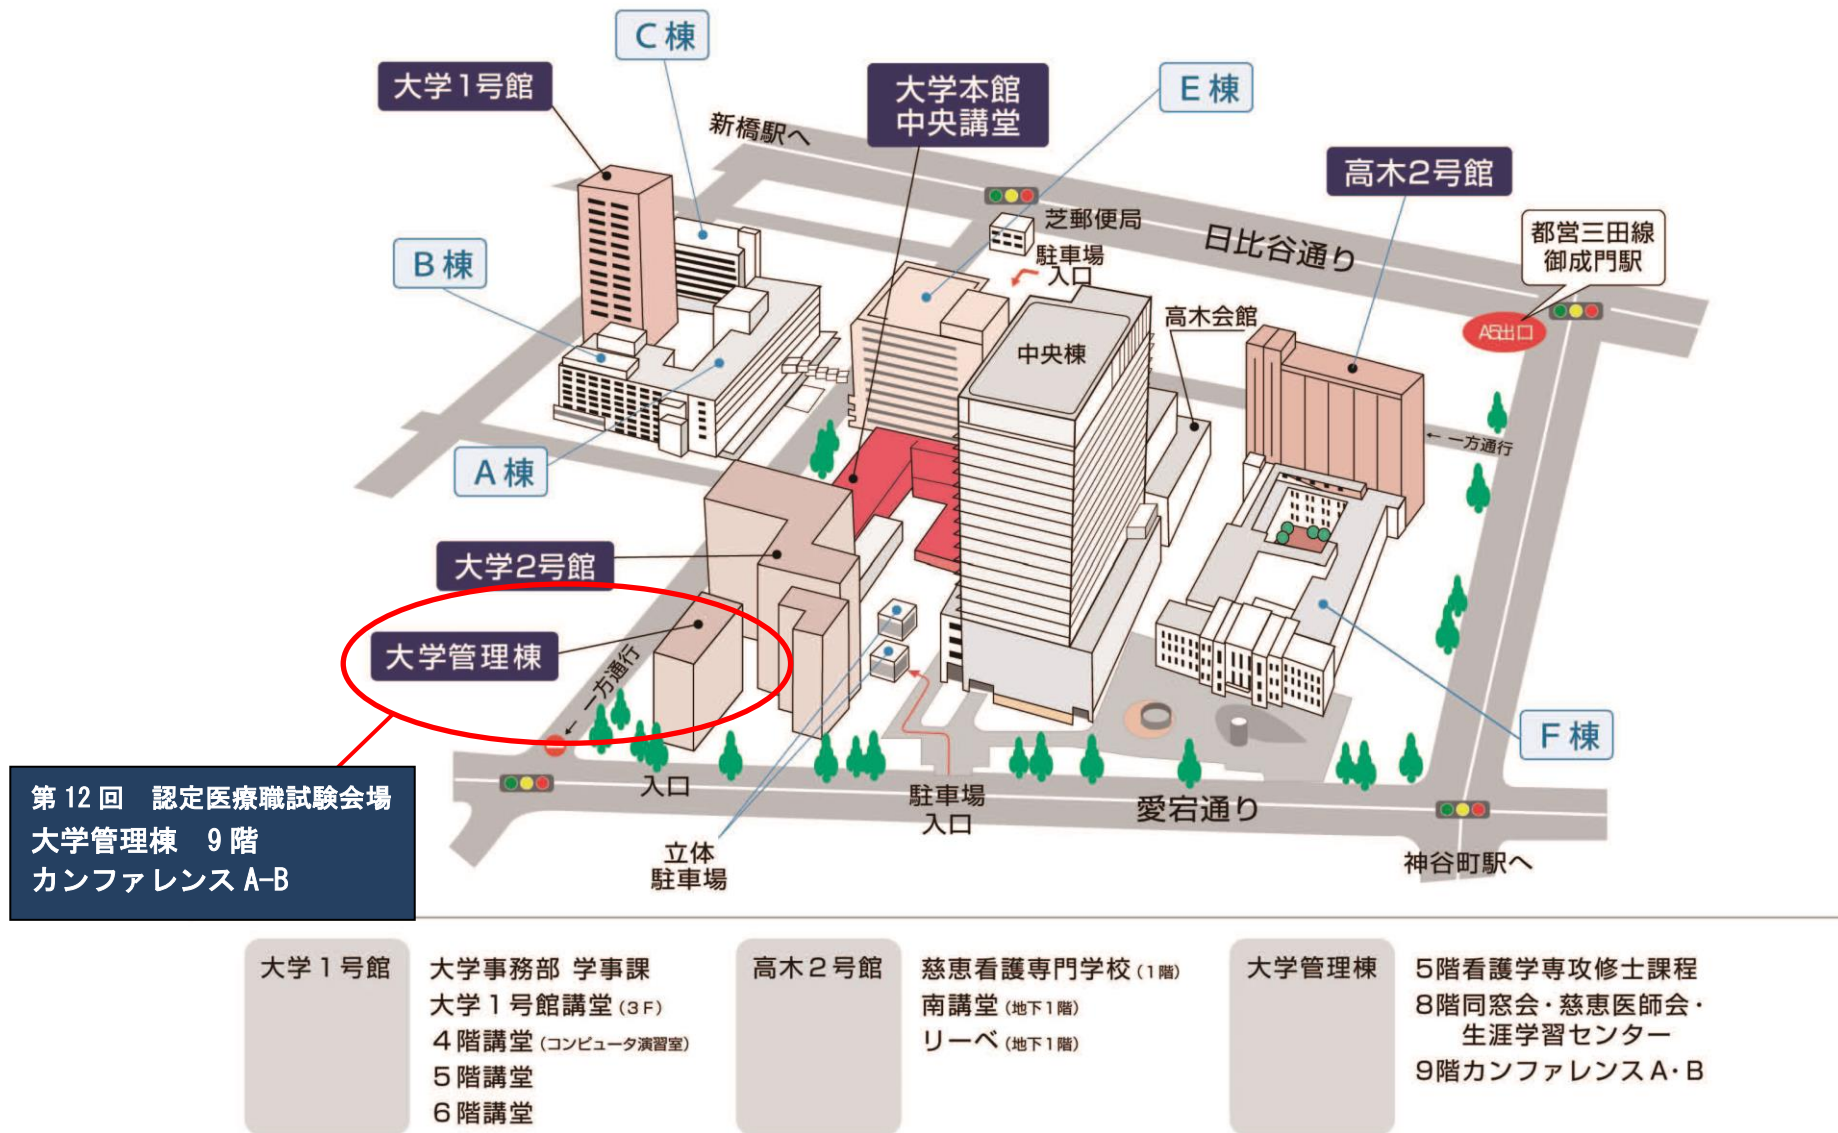 C棟
大学1号館
大学本館
中央講堂
E棟
新橋駅へ
高木2号館
芝郵便局
日比谷通り
都営三田線
御成門駅
駐車場
入口
B棟
高木会館
A5出口
中央棟
← 一方通行
A棟
大学2号館
大学管理棟
← 一方通行
F棟
第12回 認定医療職試験会場
大学管理棟 9階
カンファレンスA-B
入口
駐車場
入口
愛宕通り
立体
駐車場
神谷町駅へ
大学1号館
大学事務部 学事課
大学1号館講堂(3F)
4階講堂(コンピュータ演習室)
5階講堂
6階講堂
高木2号館
慈恵看護専門学校(1階)
南講堂(地下1階)
リーベ(地下1階)
大学管理棟
5階看護学専攻修士課程
8階同窓会・慈恵医師会・
生涯学習センター
9階カンファレンスA・B